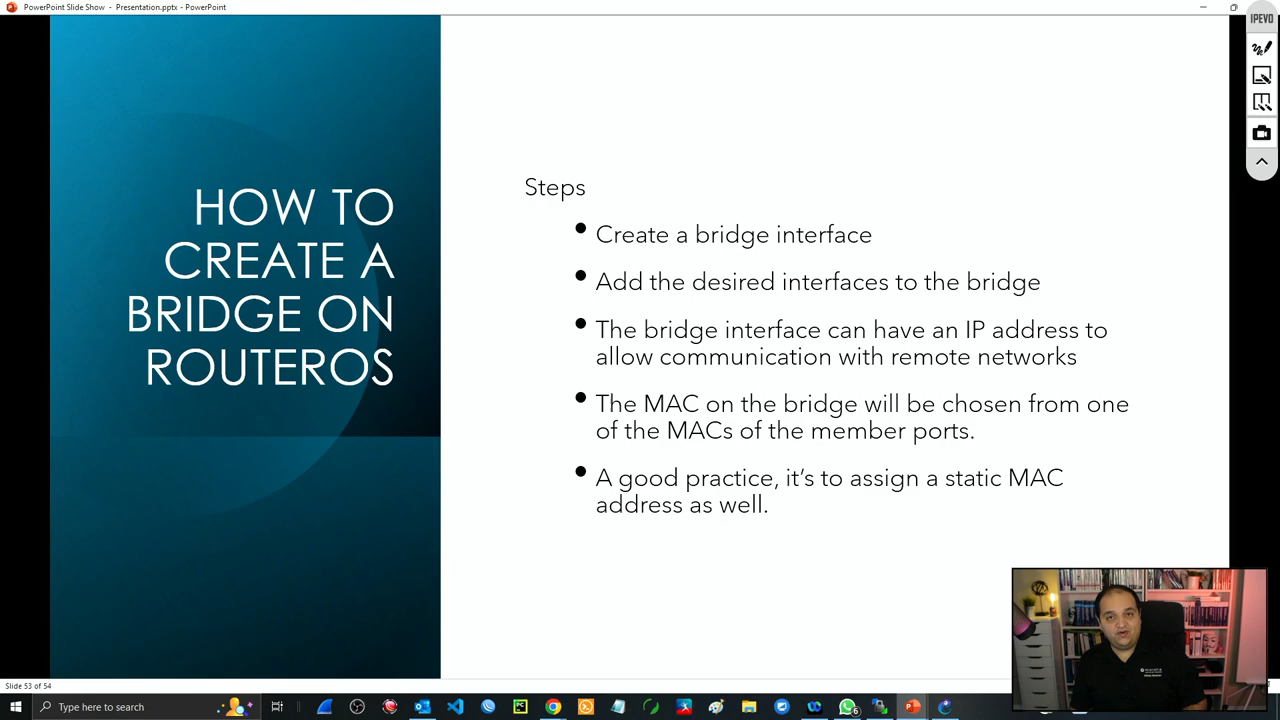 PowerPoint Slide Show - Presentation.pptx - PowerPoint
IPEVO
HOW TO
CREATE A
BRIDGE ON
ROUTEROS
Steps
• Create a bridge interface
• Add the desired interfaces to the bridge
• The bridge interface can have an IP address to
allow communication with remote networks
• The MAC on the bridge will be chosen from one
of the MACs of the member ports.
• A good practice, it’s to assign a static MAC
address as well.
Slide 53 of 54
Type here to search